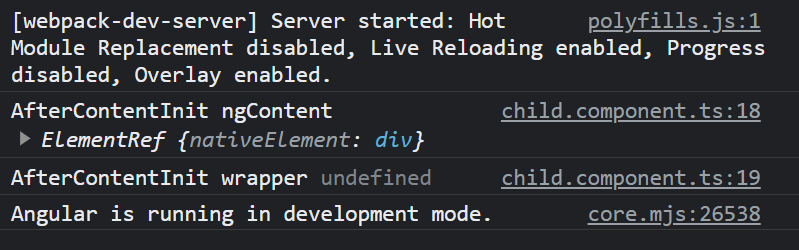 [webpack-dev-server] Server started: Hot polyfills.js:1
Module Replacement disabled, Live Reloading enabled, Progress
disabled, Overlay enabled.
AfterContentInit ngContent child.component.ts:18
ElementRef {nativeElement: div}
AfterContentInit wrapper undefined child.component.ts:19
Angular is running in development mode. core.mjs:26538